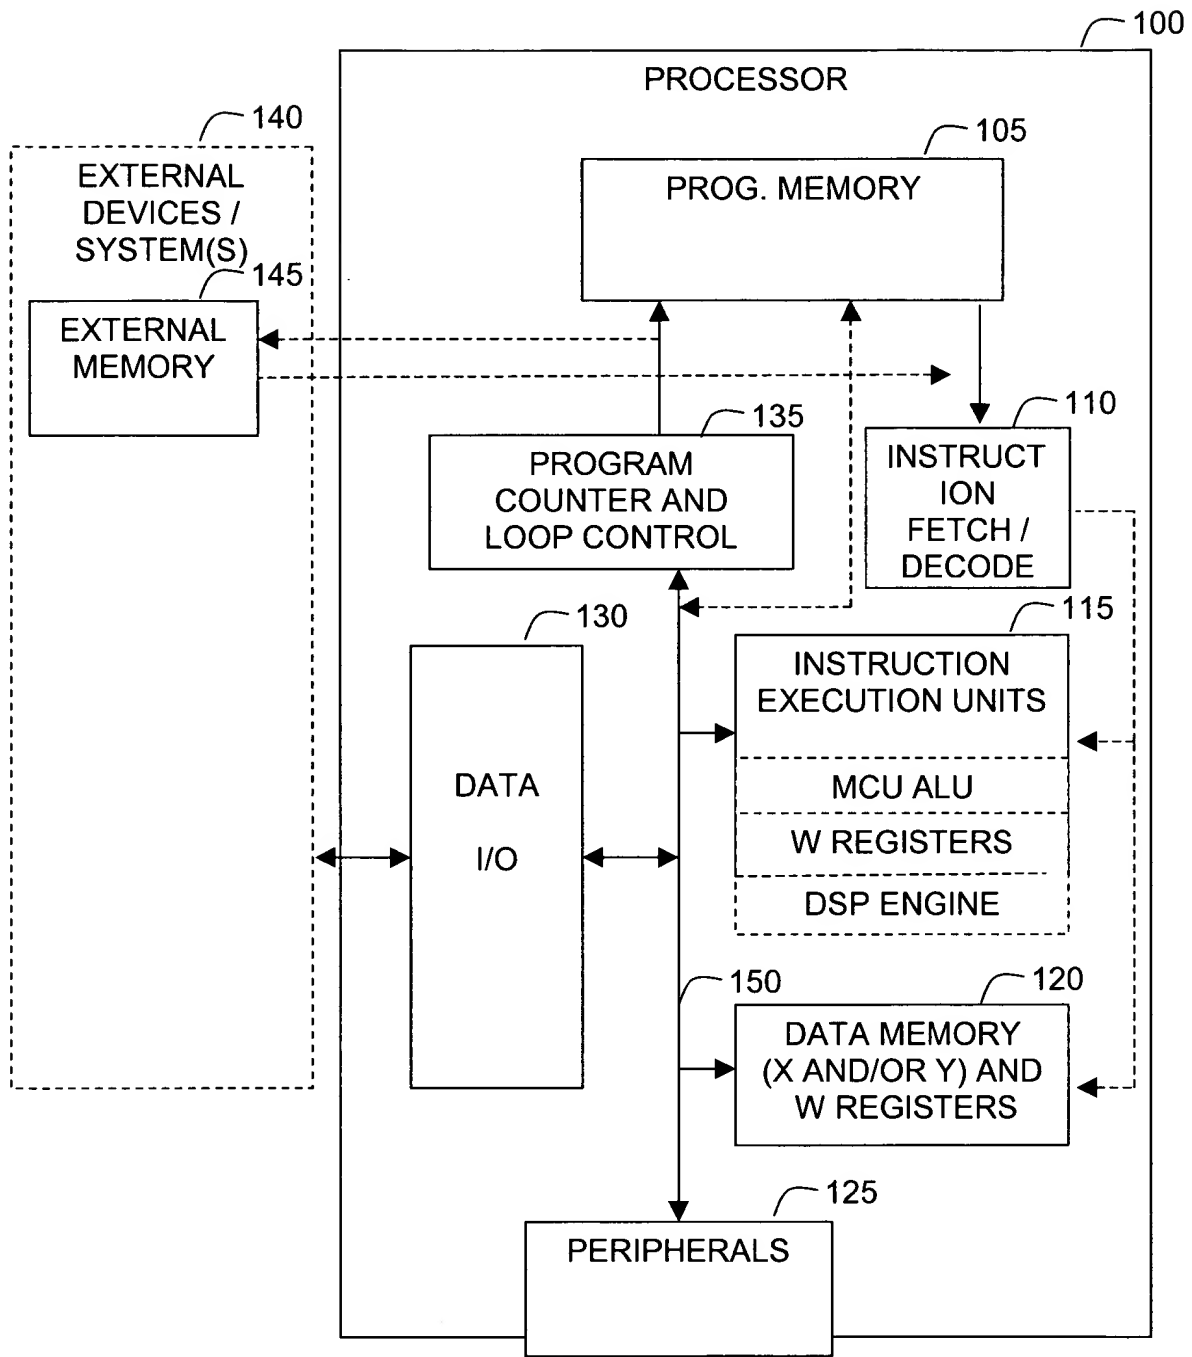 100
PROCESSOR
140
105
EXTERNAL
DEVICES /
SYSTEM(S)
PROG. MEMORY
145
EXTERNAL
MEMORY
135
110
PROGRAM
COUNTER AND
LOOP CONTROL
INSTRUCT
ION
FETCH /
DECODE
130
115
DATA
I/O
INSTRUCTION
EXECUTION UNITS
MCU ALU
W REGISTERS
DSP ENGINE
150
120
DATA MEMORY
(X AND/OR Y) AND
W REGISTERS
125
PERIPHERALS